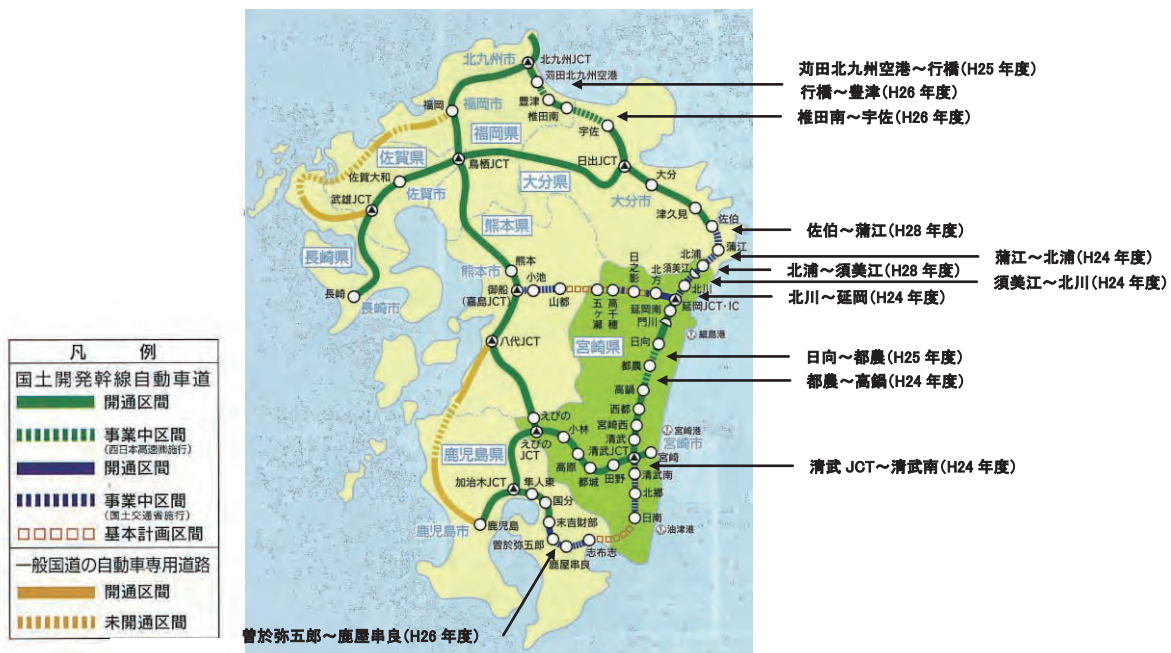 北九州市
北九州JCT
苅田北九州空港
苅田北九州空港～行橋(H25 年度)
行橋～豊津(H26 年度)
椎田南～宇佐(H26 年度)
福岡
福岡市
豊津
椎田南
宇佐
福岡県
佐賀県
鳥栖JCT
日出JCT
大分県
大分
大分市
佐賀大和
佐賀市
武雄JCT
津久見
佐伯
佐伯～蒲江(H28 年度)
蒲江
蒲江～北浦(H24 年度)
熊本県
長崎県
熊本
熊本市
北浦
須美江
北浦～須美江(H28 年度)
須美江～北川(H24 年度)
北川
北川～延岡(H24 年度)
日之影
北方
長崎
長崎市
御船
(嘉島JCT)
小池
山都
五ヶ瀬
高千穂
延岡南
延岡JCT・IC
門川
細島港
宮崎県
日向
日向～都農(H25 年度)
都農
都農～高鍋(H24 年度)
八代JCT
高鍋
西都
宮崎西
宮崎港
宮崎市
清武
清武JCT
宮崎
清武 JCT～清武南(H24 年度)
えびの
えびの
JCT
小林
高原
都城
田野
清武南
北郷
日南
油津港
鹿児島県
加治木JCT
隼人東
国分
鹿児島市
鹿児島
末吉財部
曽於弥五郎
志布志
鹿屋串良
曽於弥五郎～鹿屋串良(H26 年度)
凡 例
国土開発幹線自動車道
開通区間
事業中区間
(西日本高速㈱施行)
開通区間
事業中区間
(国土交通省施行)
基本計画区間
一般国道の自動車専用道路
開通区間
未開通区間